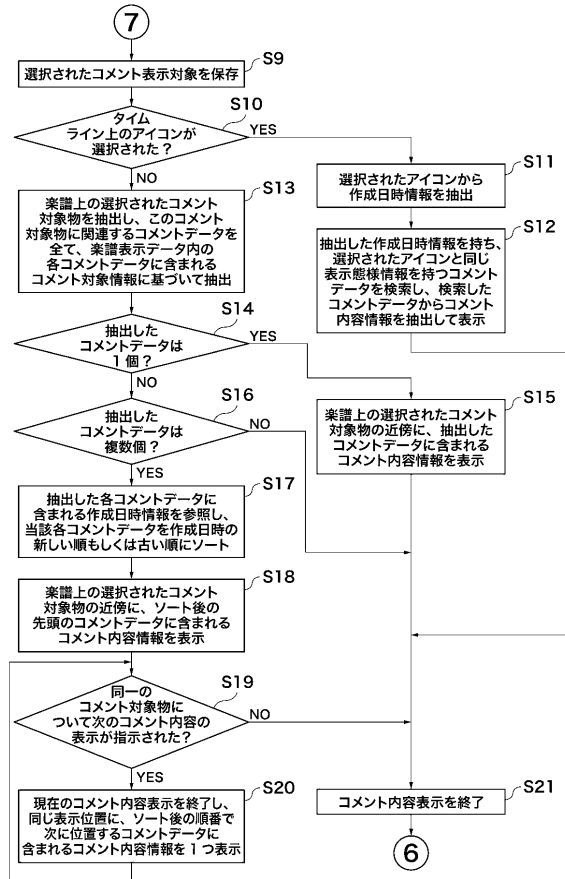 7
S9
選択されたコメント表示対象を保存
S10
タイム
ライン上のアイコンが
選択された？
YES
NO
S11
選択されたアイコンから
作成日時情報を抽出
S12
抽出した作成日時情報を持ち、
選択されたアイコンと同じ
表示態様情報を持つコメント
データを検索し、検索した
コメントデータからコメント
内容情報を抽出して表示
S13
楽譜上の選択されたコメント
対象物を抽出し、このコメント
対象物に関連するコメントデータを
全て、楽譜表示データ内の
各コメントデータに含まれる
コメント対象情報に基づいて抽出
S14
抽出した
コメントデータは
1個？
YES
NO
S15
楽譜上の選択されたコメント
対象物の近傍に、抽出した
コメントデータに含まれる
コメント内容情報を表示
S16
抽出した
コメントデータは
複数個？
NO
YES
S17
抽出した各コメントデータに
含まれる作成日時情報を参照し、
当該各コメントデータを作成日時の
新しい順もしくは古い順にソート
S18
楽譜上の選択されたコメント
対象物の近傍に、ソート後の
先頭のコメントデータに含まれる
コメント内容情報を表示
S19
同一の
コメント対象物に
ついて次のコメント内容の
表示が指示された？
NO
YES
S20
現在のコメント内容表示を終了し、
同じ表示位置に、ソート後の順番で
次に位置するコメントデータに
含まれるコメント内容情報を1つ表示
S21
コメント内容表示を終了
6